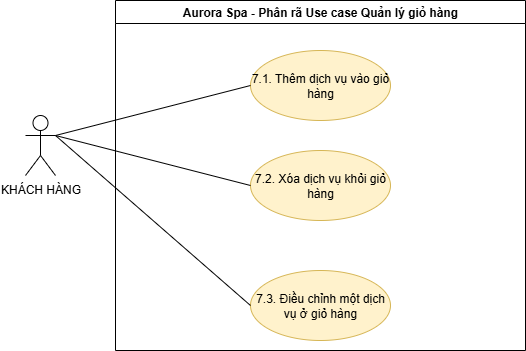 Aurora Spa - Phân rã Use case Quản lý giỏ hàng
7.1. Thêm dịch vụ vào giỏ
hàng
KHÁCH HÀNG
7.2. Xóa dịch vụ khỏi giỏ
hàng
7.3. Điều chỉnh một dịch
vụ ở giỏ hàng